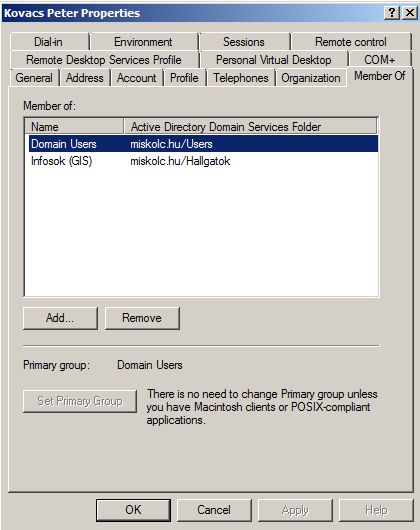 Kovacs Peter Properties
Dial-in Environment Sessions Remote control
Remote Desktop Services Profile Personal Virtual Desktop COM+
General Address Account Profile Telephones Organization Member Of
Member of:
Name Active Directory Domain Services Folder
Domain Users miskolc.hu/Users
Infosok (GIS) miskolc.hu/Hallgatok
Add... Remove
Primary group: Domain Users
Set Primary Group
There is no need to change Primary group unless
you have Macintosh clients or POSIX-compliant
applications.
OK Cancel Apply Help